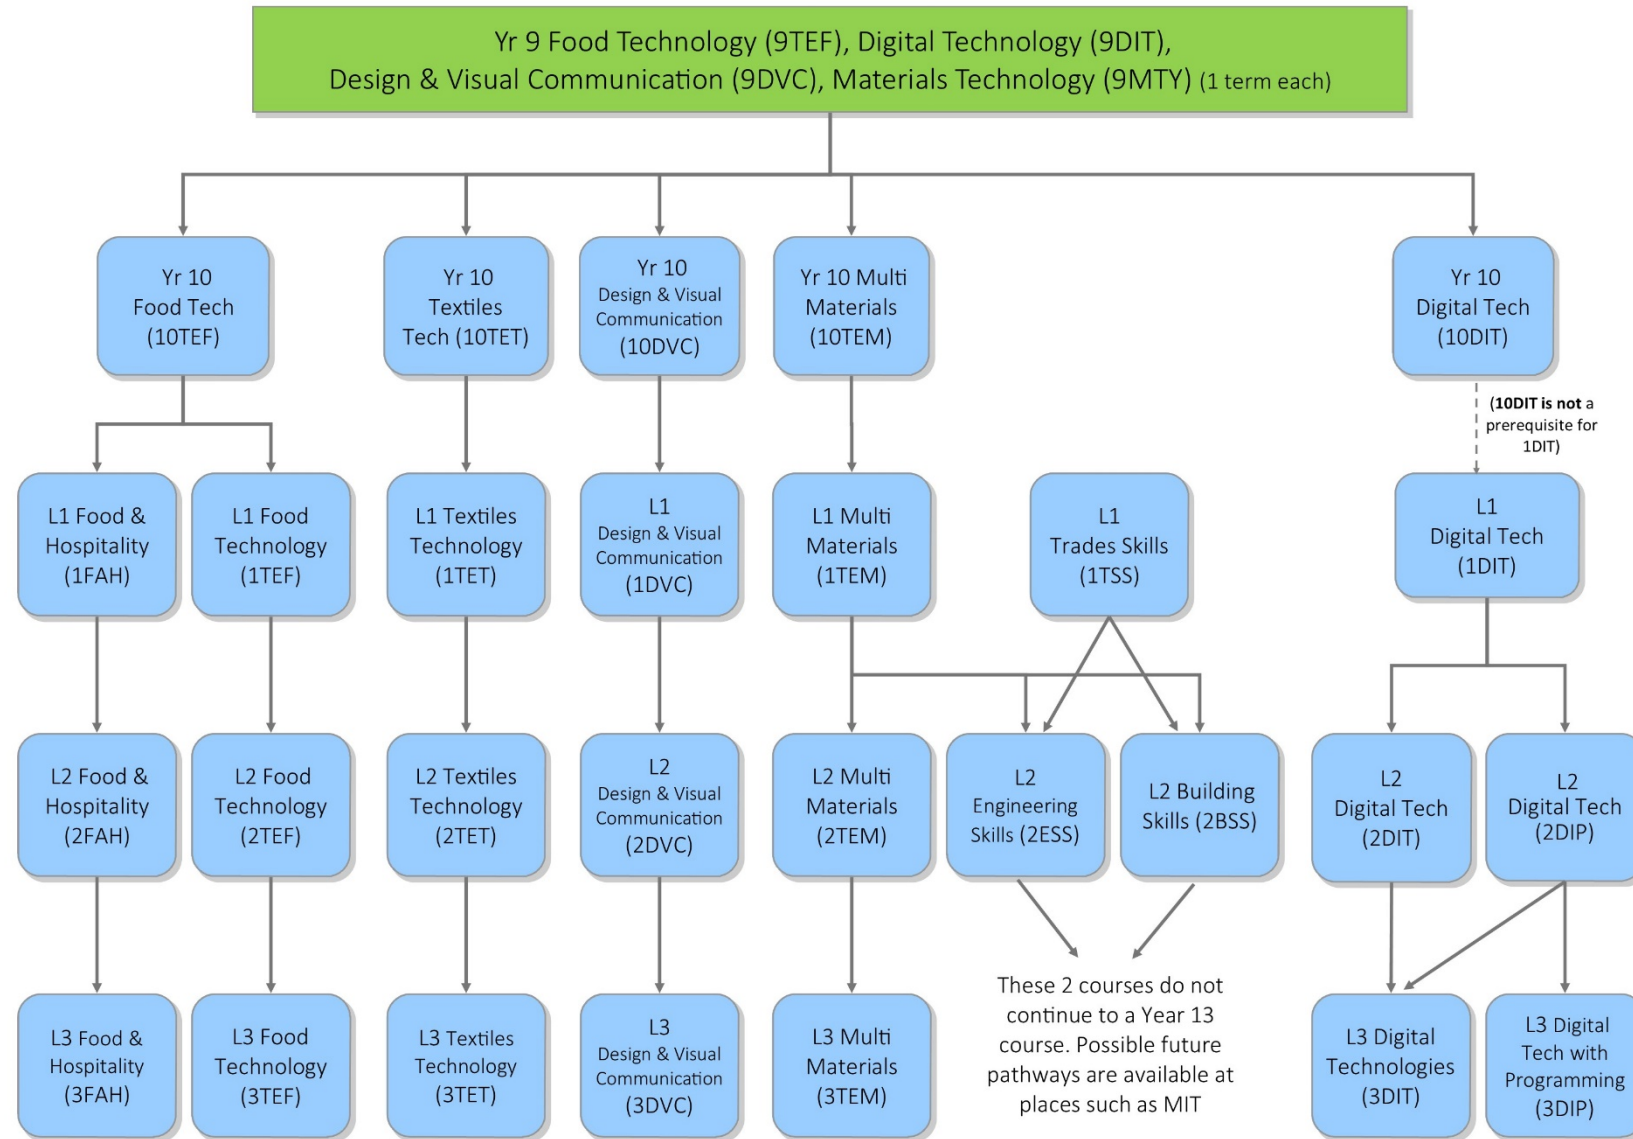 Yr 9 Food Technology (9TEF), Digital Technology (9DIT),
Design & Visual Communication (9DVC), Materials Technology (9MTY) (1 term each)
Yr 10
Food Tech
(10TEF)
Yr 10
Textiles
Tech (10TET)
Yr 10
Design & Visual
Communication
(10DVC)
Yr 10 Multi
Materials
(10TEM)
Yr 10
Digital Tech
(10DIT)
(10DIT is not a
prerequisite for
1DIT)
L1 Food &
Hospitality
(1FAH)
L1 Food
Technology
(1TEF)
L1 Textiles
Technology
(1TET)
L1
Design & Visual
Communication
(1DVC)
L1 Multi
Materials
(1TEM)
L1
Trades Skills
(1TSS)
L1
Digital Tech
(1DIT)
L2 Food &
Hospitality
(2FAH)
L2 Food
Technology
(2TEF)
L2 Textiles
Technology
(2TET)
L2
Design & Visual
Communication
(2DVC)
L2 Multi
Materials
(2TEM)
L2
Engineering
Skills (2ESS)
L2 Building
Skills (2BSS)
L2
Digital Tech
(2DIT)
L2
Digital Tech
(2DIP)
L3 Food &
Hospitality
(3FAH)
L3 Food
Technology
(3TEF)
L3 Textiles
Technology
(3TET)
L3
Design & Visual
Communication
(3DVC)
L3 Multi
Materials
(3TEM)
These 2 courses do not
continue to a Year 13
course. Possible future
pathways are available at
places such as MIT
L3 Digital
Technologies
(3DIT)
L3 Digital
Tech with
Programming
(3DIP)